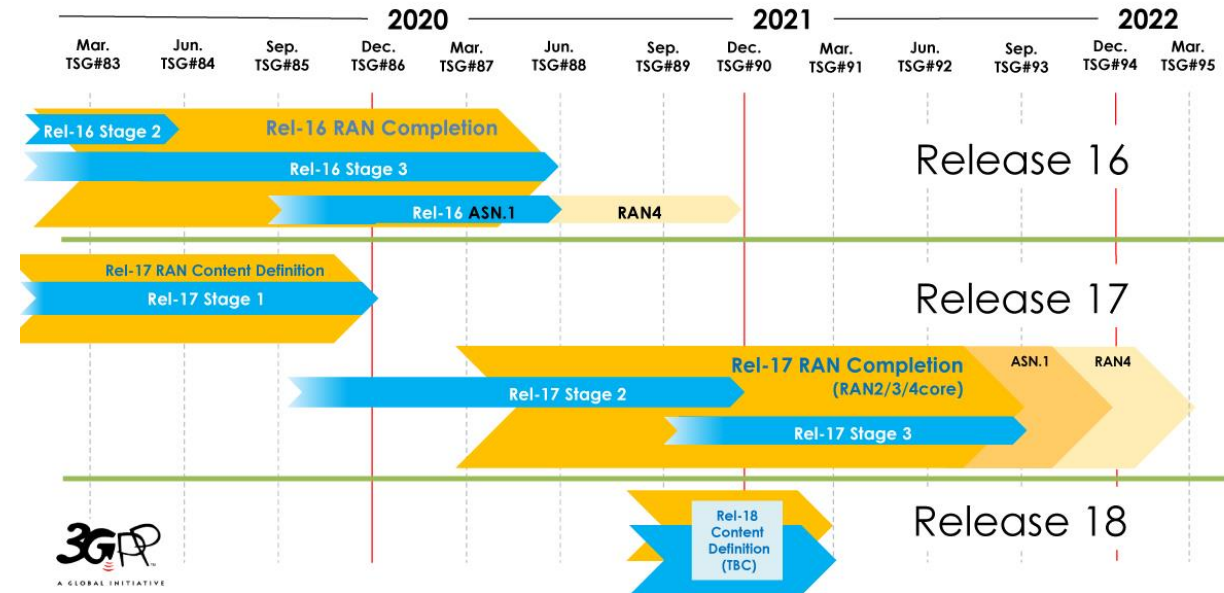 2020
2021
2022
Mar.
TSG#83
Jun.
TSG#84
Sep.
TSG#85
Dec.
TSG#86
Mar.
TSG#87
Jun.
TSG#88
Sep.
TSG#89
Dec.
TSG#90
Mar.
TSG#91
Jun.
TSG#92
Sep.
TSG#93
Dec.
TSG#94
Mar.
TSG#95
Rel-16 RAN Completion
Rel-16 Stage 2
Rel-16 Stage 3
Rel-16 ASN.1
RAN4
Release 16
Rel-17 RAN Content Definition
Rel-17 Stage 1
Release 17
Rel-17 RAN Completion
(RAN2/3/4core)
ASN.1
RAN4
Rel-17 Stage 2
Rel-17 Stage 3
Rel-18
Content
Definition
(TBC)
Release 18
3GPP
A GLOBAL INITIATIVE